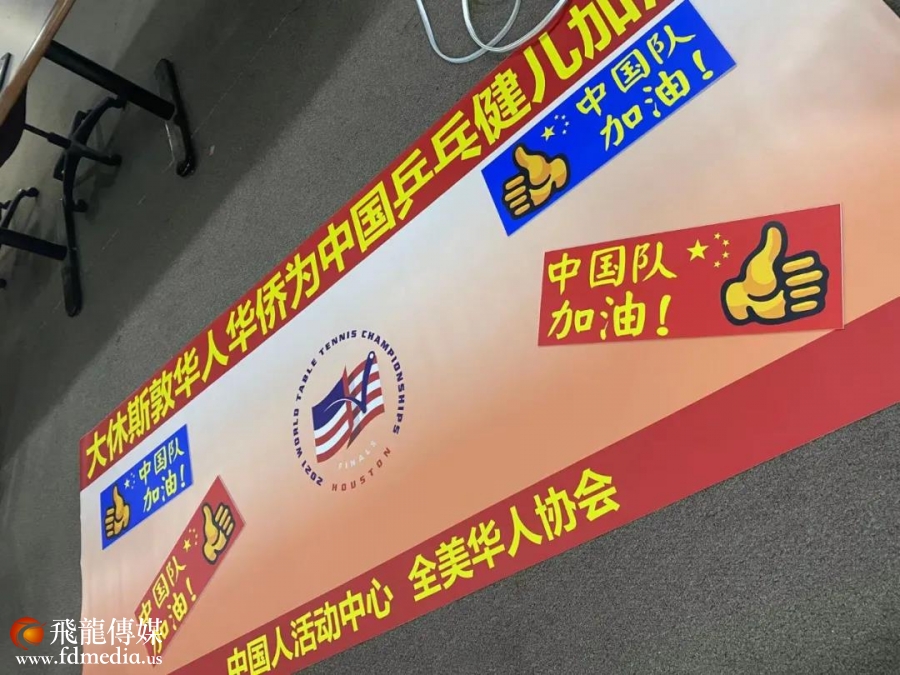 大休斯敦华人华侨为中国乒乓健儿加油
中国队
加油！
中国队
加油！
2021 WORLD TABLE TENNIS CHAMPIONSHIPS
FINALS
HOUSTON
中国队
加油！
中国队
加油！
中国人活动中心 全美华人协会
飛龍傳媒
www.fdmedia.us